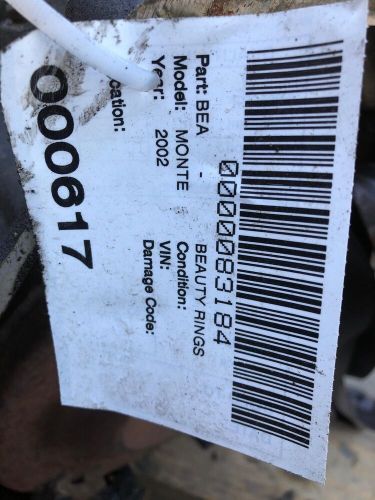 0000083184
Part: BEA - BEAUTY RINGS
Model: MONTE Condition:
Year: 2002 VIN:
Damage Code:
ocation:
000617